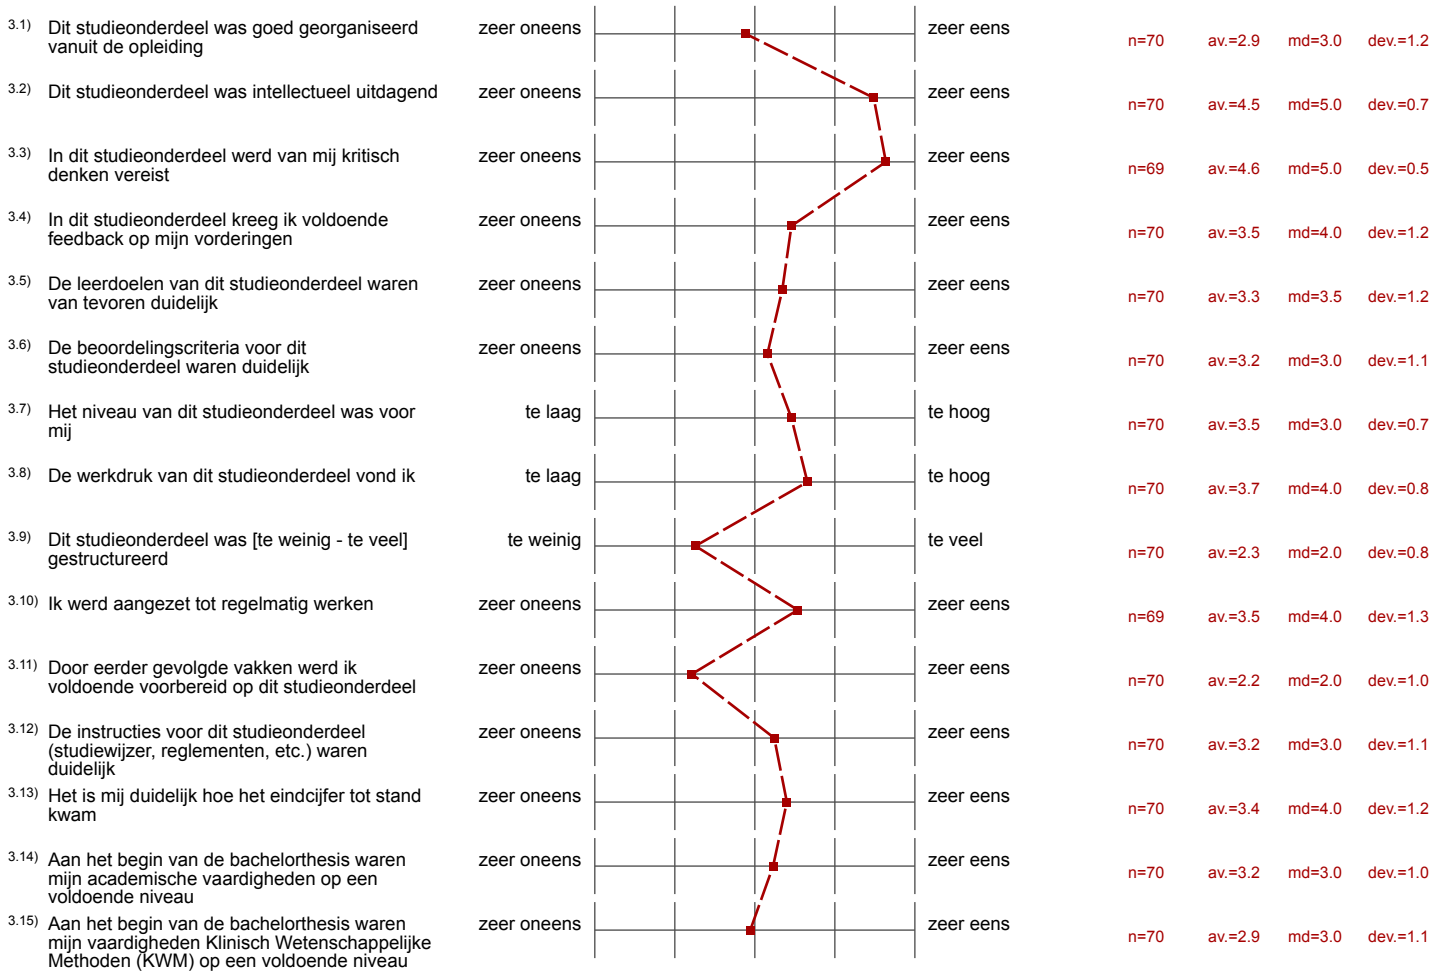 3.1) Dit studieonderdeel was goed georganiseerd
vanuit de opleiding
zeer oneens
zeer eens
n=70 av.=2.9 md=3.0 dev.=1.2
3.2) Dit studieonderdeel was intellectueel uitdagend
zeer oneens
zeer eens
n=70 av.=4.5 md=5.0 dev.=0.7
3.3) In dit studieonderdeel werd van mij kritisch
denken vereist
zeer oneens
zeer eens
n=69 av.=4.6 md=5.0 dev.=0.5
3.4) In dit studieonderdeel kreeg ik voldoende
feedback op mijn vorderingen
zeer oneens
zeer eens
n=70 av.=3.5 md=4.0 dev.=1.2
3.5) De leerdoelen van dit studieonderdeel waren
van tevoren duidelijk
zeer oneens
zeer eens
n=70 av.=3.3 md=3.5 dev.=1.2
3.6) De beoordelingscriteria voor dit
studieonderdeel waren duidelijk
zeer oneens
zeer eens
n=70 av.=3.2 md=3.0 dev.=1.1
3.7) Het niveau van dit studieonderdeel was voor
mij
te laag
te hoog
n=70 av.=3.5 md=3.0 dev.=0.7
3.8) De werkdruk van dit studieonderdeel vond ik
te laag
te hoog
n=70 av.=3.7 md=4.0 dev.=0.8
3.9) Dit studieonderdeel was [te weinig - te veel]
gestructureerd
te weinig
te veel
n=70 av.=2.3 md=2.0 dev.=0.8
3.10) Ik werd aangezet tot regelmatig werken
zeer oneens
zeer eens
n=69 av.=3.5 md=4.0 dev.=1.3
3.11) Door eerder gevolgde vakken werd ik
voldoende voorbereid op dit studieonderdeel
zeer oneens
zeer eens
n=70 av.=2.2 md=2.0 dev.=1.0
3.12) De instructies voor dit studieonderdeel
(studiewijzer, reglementen, etc.) waren
duidelijk
zeer oneens
zeer eens
n=70 av.=3.2 md=3.0 dev.=1.1
3.13) Het is mij duidelijk hoe het eindcijfer tot stand
kwam
zeer oneens
zeer eens
n=70 av.=3.4 md=4.0 dev.=1.2
3.14) Aan het begin van de bachelorthesis waren
mijn academische vaardigheden op een
voldoende niveau
zeer oneens
zeer eens
n=70 av.=3.2 md=3.0 dev.=1.0
3.15) Aan het begin van de bachelorthesis waren
mijn vaardigheden Klinisch Wetenschappelijke
Methoden (KWM) op een voldoende niveau
zeer oneens
zeer eens
n=70 av.=2.9 md=3.0 dev.=1.1